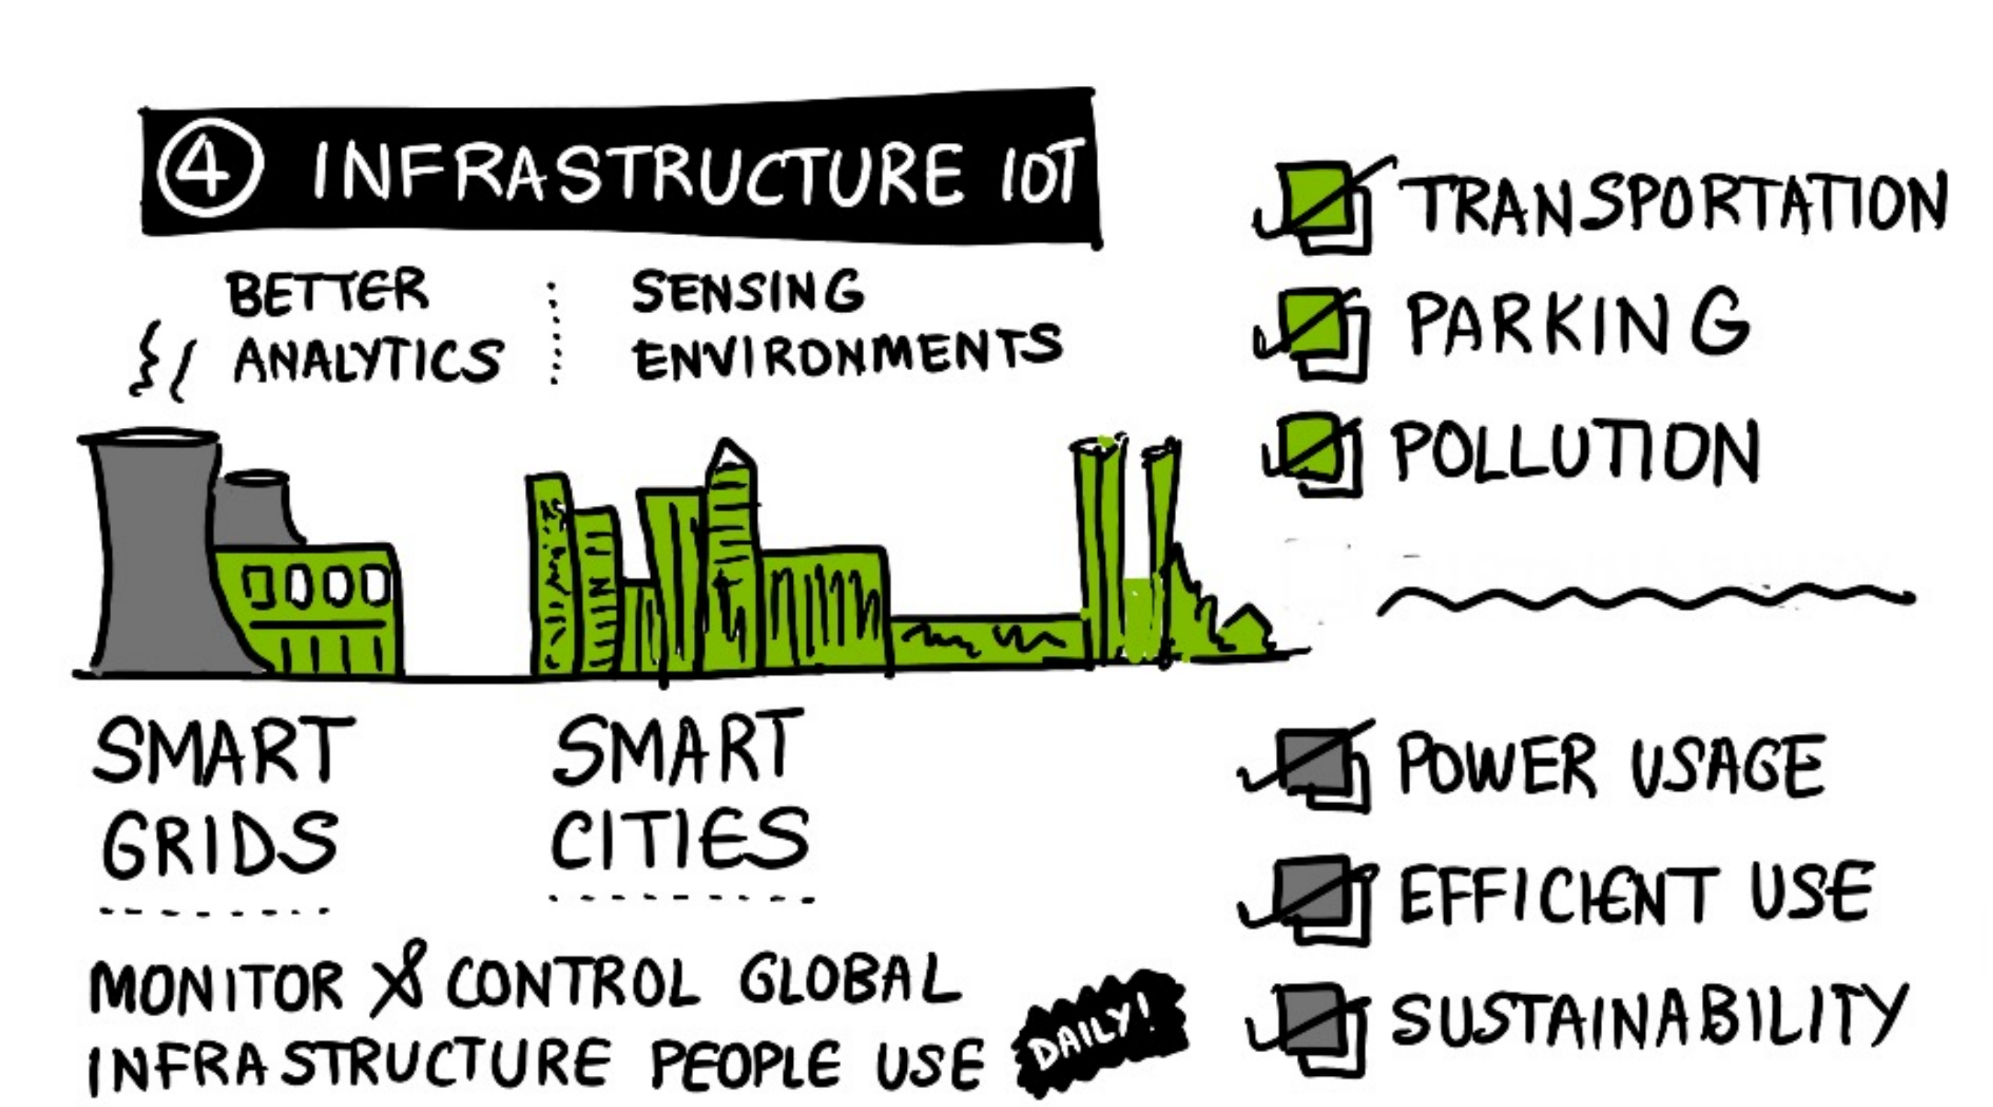 4 INFRASTRUCTURE IOT
BETTER
ANALYTICS
SENSING
ENVIRONMENTS
SMART
GRIDS
SMART
CITIES
MONITOR & CONTROL GLOBAL
INFRASTRUCTURE PEOPLE USE
DAILY!
TRANSPORTATION
PARKING
POLLUTION
POWER USAGE
EFFICIENT USE
SUSTAINABILITY